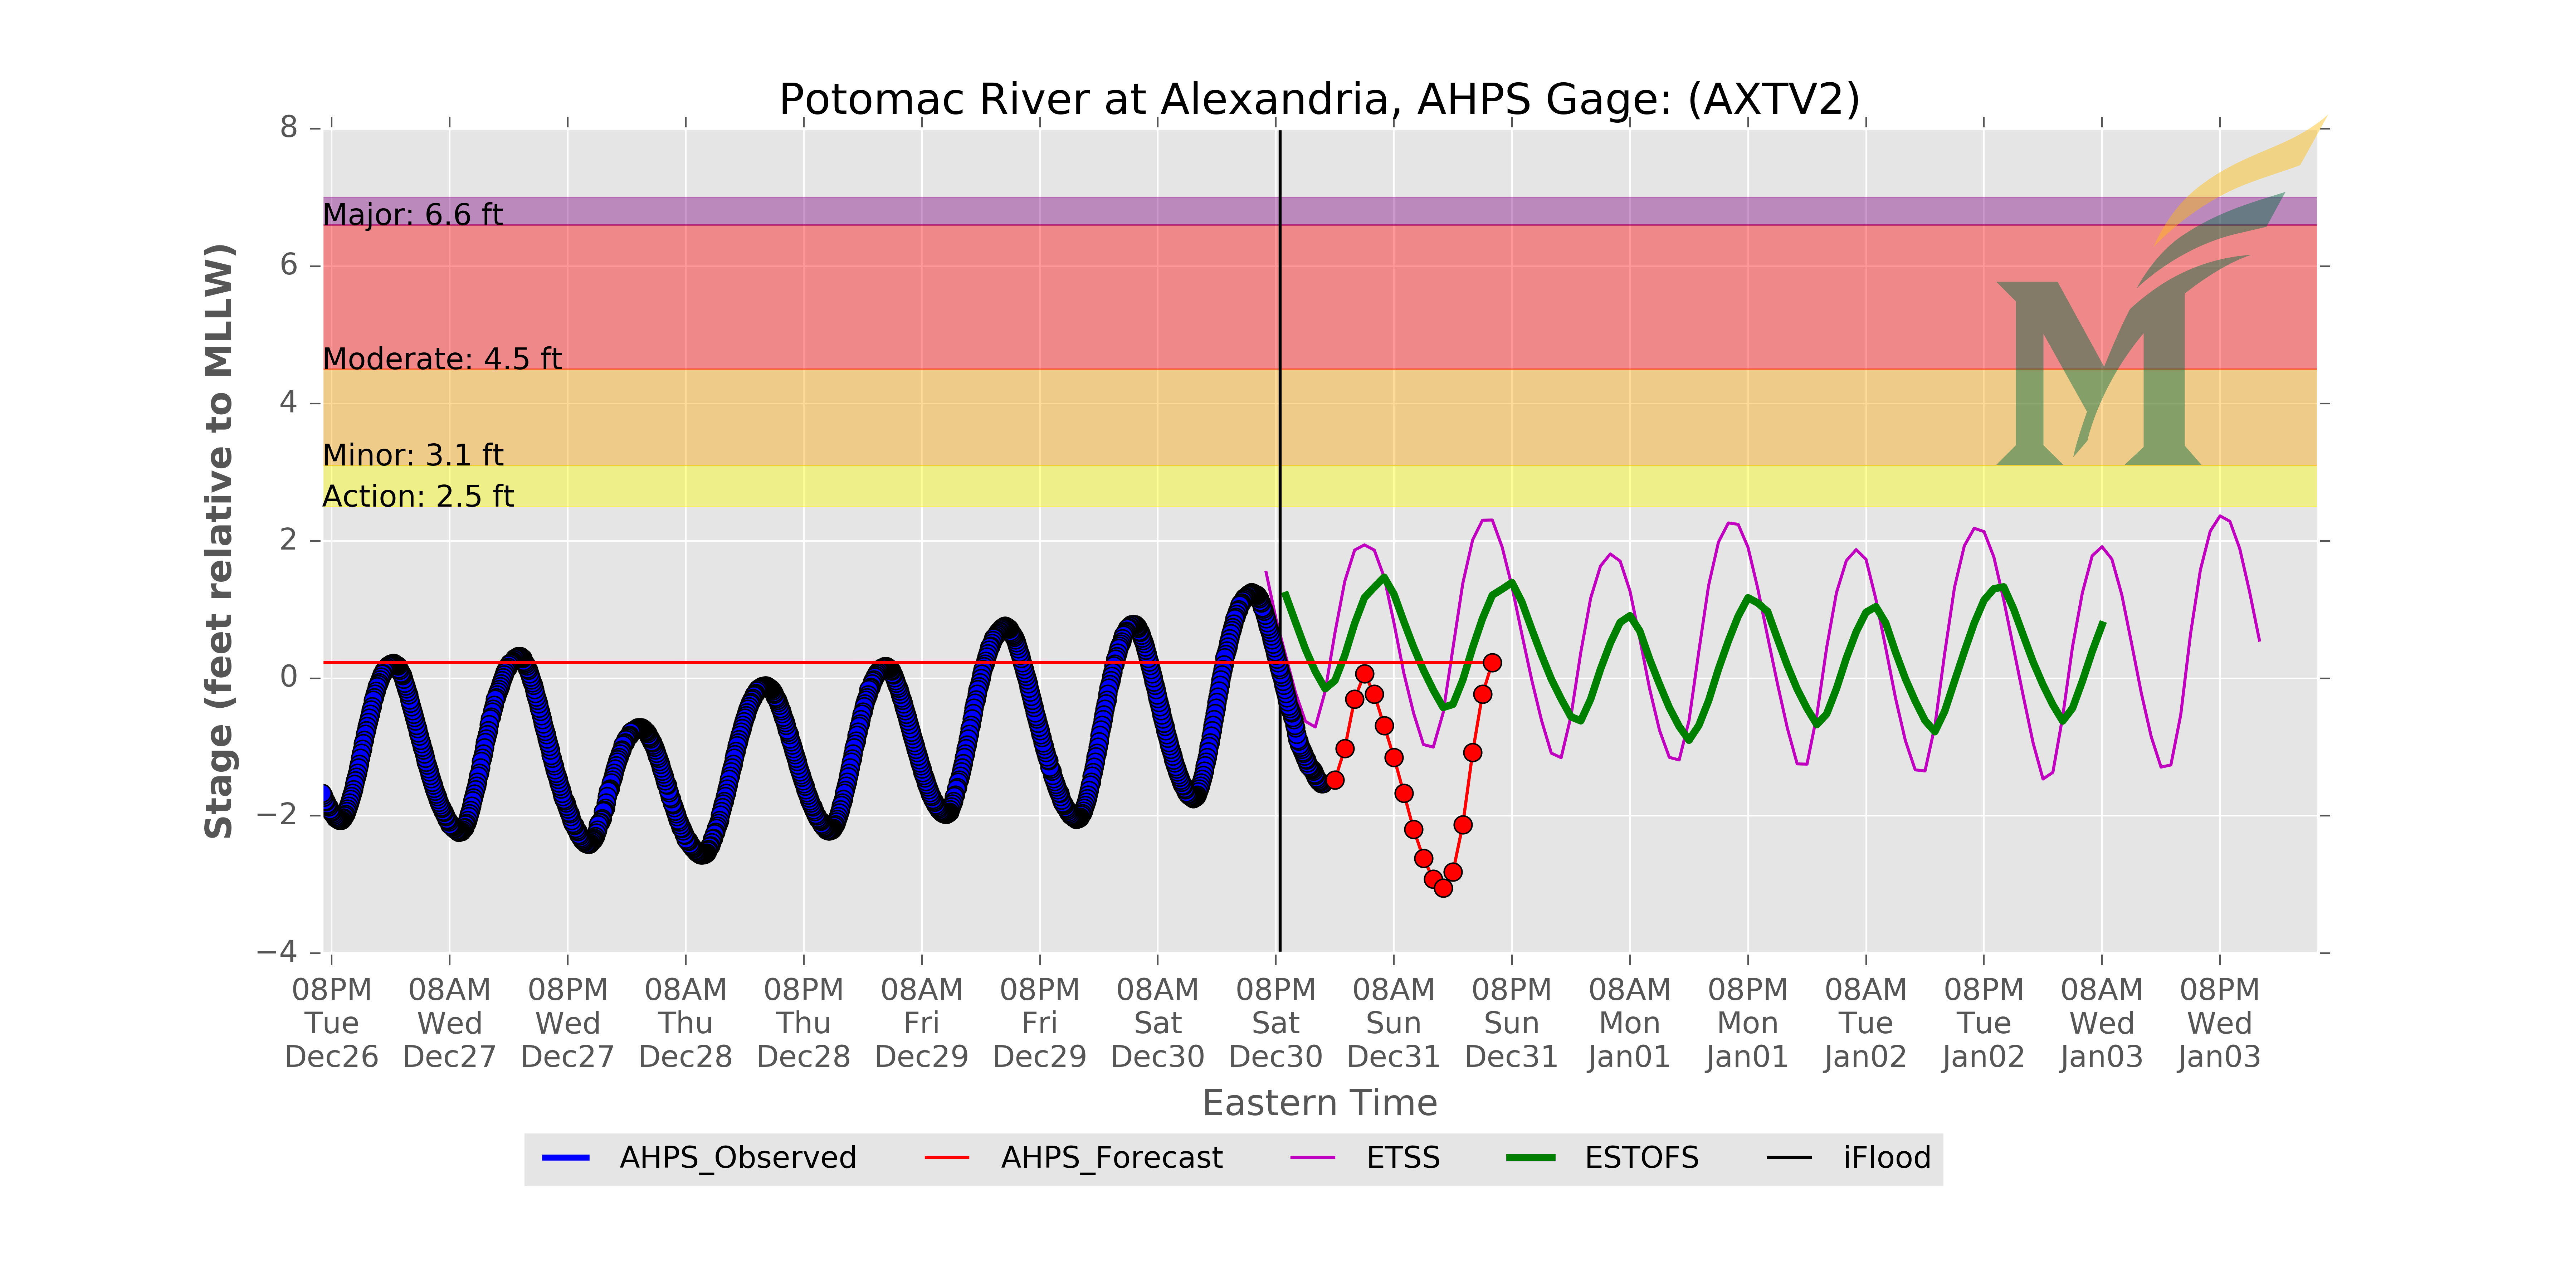 Potomac River at Alexandria, AHPS Gage: (AXTV2)
8
6
4
2
0
−2
−4
Stage (feet relative to MLLW)
Major: 6.6 ft
Moderate: 4.5 ft
Minor: 3.1 ft
Action: 2.5 ft
M
08PM 08AM 08PM 08AM 08PM 08AM 08PM 08AM 08PM 08AM 08PM 08AM 08PM 08AM 08PM 08AM 08PM
Tue Wed Wed Thu Thu Fri Fri Sat Sat Sun Sun Mon Mon Tue Tue Wed Wed
Dec26 Dec27 Dec27 Dec28 Dec28 Dec29 Dec29 Dec30 Dec30 Dec31 Dec31 Jan01 Jan01 Jan02 Jan02 Jan03 Jan03
Eastern Time
AHPS_Observed AHPS_Forecast ETSS ESTOFS iFlood